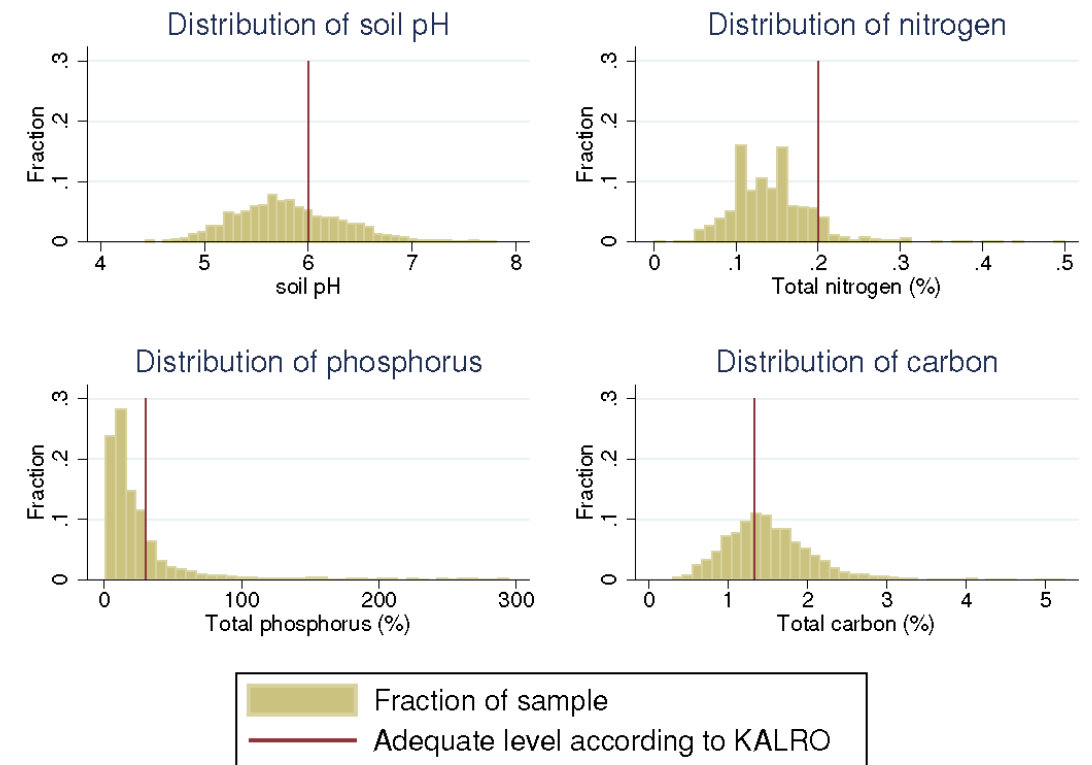 Distribution of soil pH
Fraction
.3
.2
.1
0
4 5 6 7 8
soil pH
Distribution of nitrogen
Fraction
.3
.2
.1
0
0 .1 .2 .3 .4 .5
Total nitrogen (%)
Distribution of phosphorus
Fraction
.3
.2
.1
0
0 100 200 300
Total phosphorus (%)
Distribution of carbon
Fraction
.3
.2
.1
0
0 1 2 3 4 5
Total carbon (%)
Fraction of sample
Adequate level according to KALRO